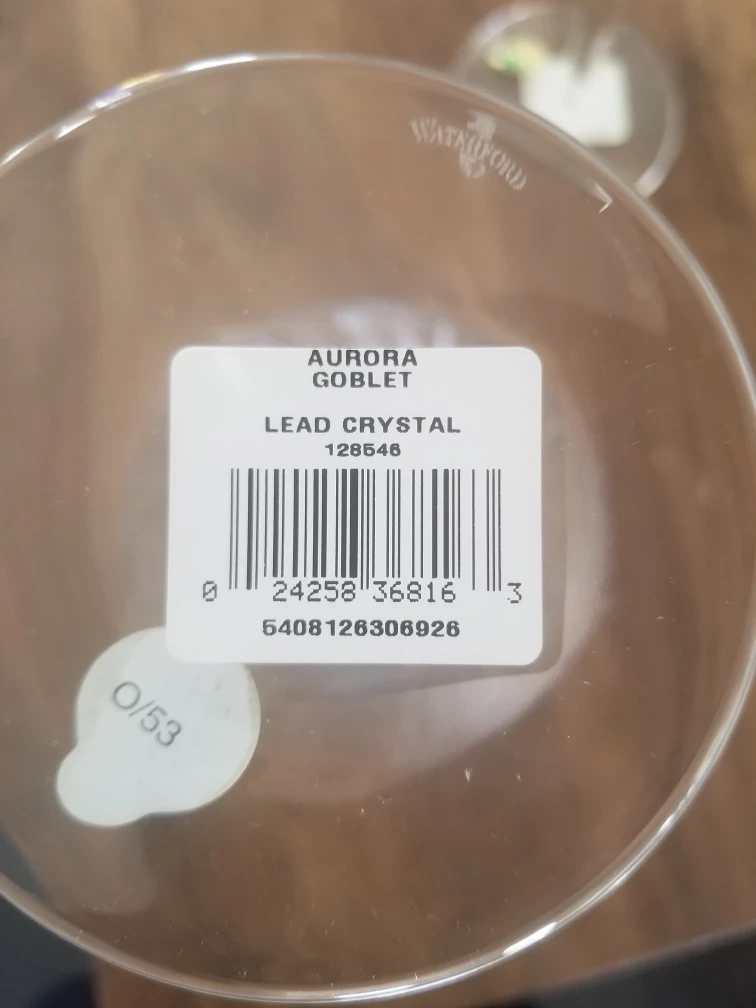 WATERFORD
AURORA
GOBLET
LEAD CRYSTAL
128546
0 24258 36816 3
5408126306926
O/53